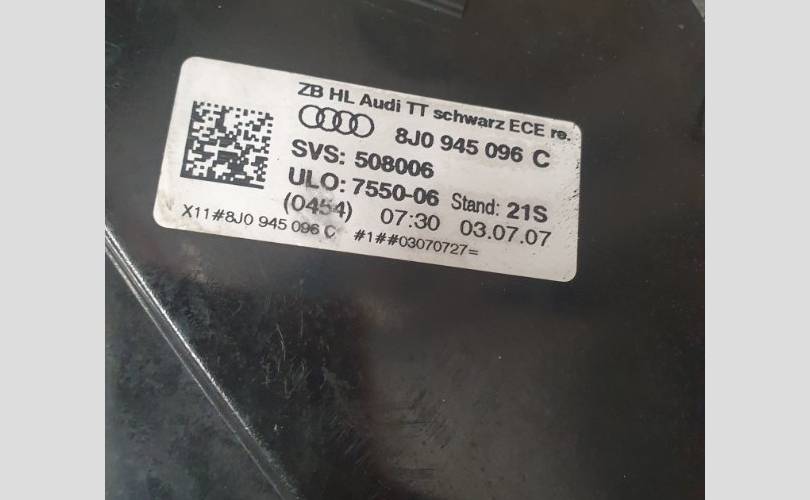 ZB HL Audi TT schwarz ECE re.
8J0 945 096 C
SVS: 508006
ULO: 7550-06 Stand: 21S
(0454) 07:30 03.07.07
X11#8J0 945 096 C #1##03070727=